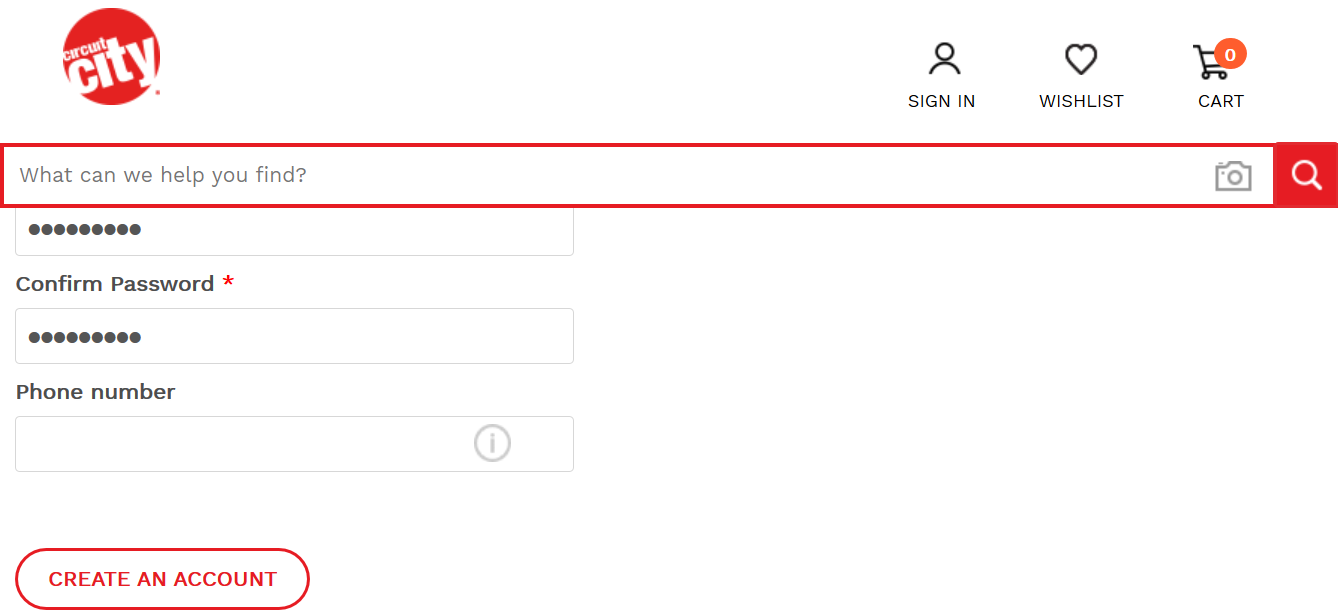 circuit
city
0
SIGN IN
WISHLIST
CART
What can we help you find?
●●●●●●●●●
Confirm Password *
●●●●●●●●●
Phone number
i
CREATE AN ACCOUNT